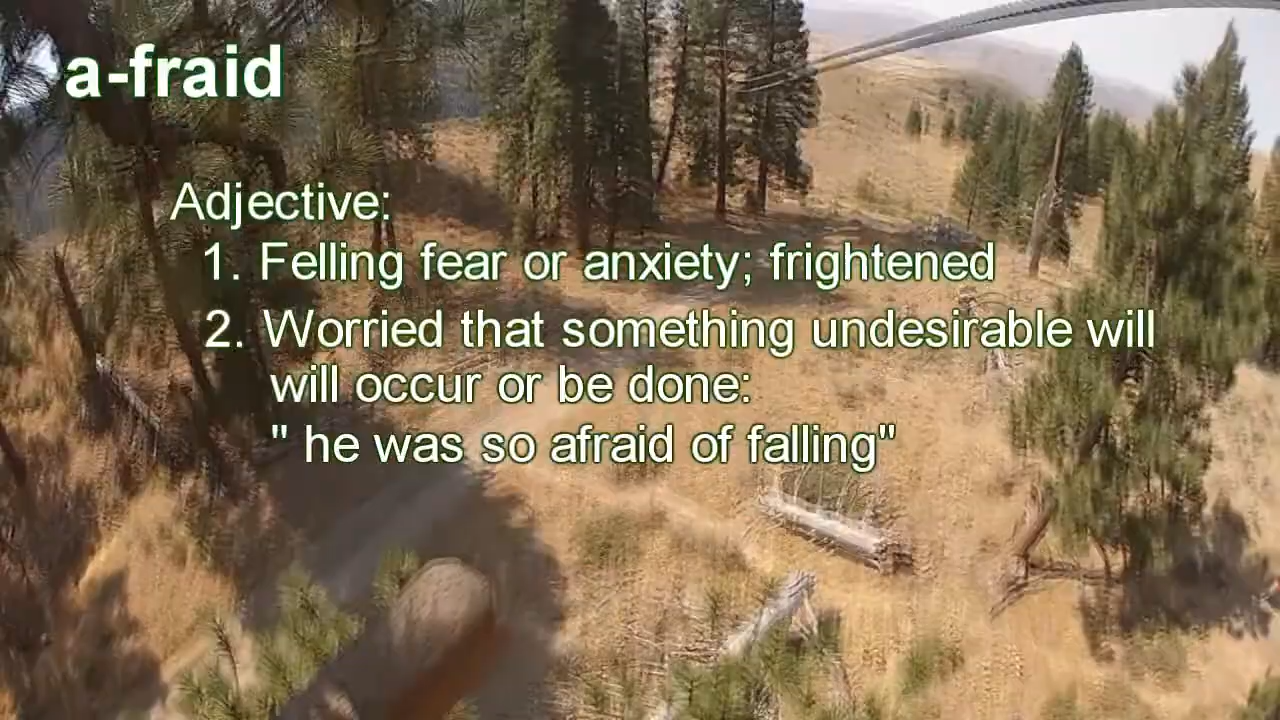 a-fraid
Adjective:
1. Felling fear or anxiety; frightened
2. Worried that something undesirable will
will occur or be done:
" he was so afraid of falling"